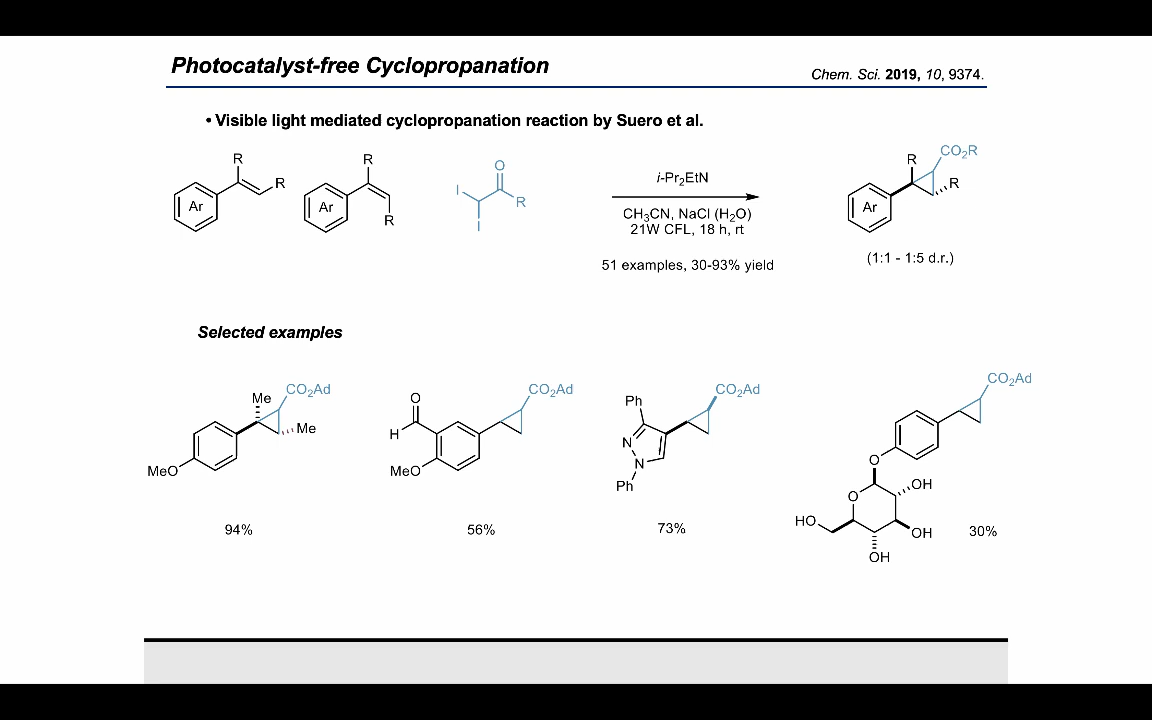 Photocatalyst-free Cyclopropanation
Chem. Sci. 2019, 10, 9374.
• Visible light mediated cyclopropanation reaction by Suero et al.
R
R
Ar
R
R
Ar
O
I
R
I
i-Pr₂EtN
CH₃CN, NaCl (H₂O)
21W CFL, 18 h, rt
51 examples, 30-93% yield
CO₂R
R
R
Ar
(1:1 - 1:5 d.r.)
Selected examples
CO₂Ad
Me
Me
MeO
94%
CO₂Ad
O
H
MeO
56%
CO₂Ad
Ph
N
N
Ph
73%
CO₂Ad
O
OH
O
HO
OH
OH
30%